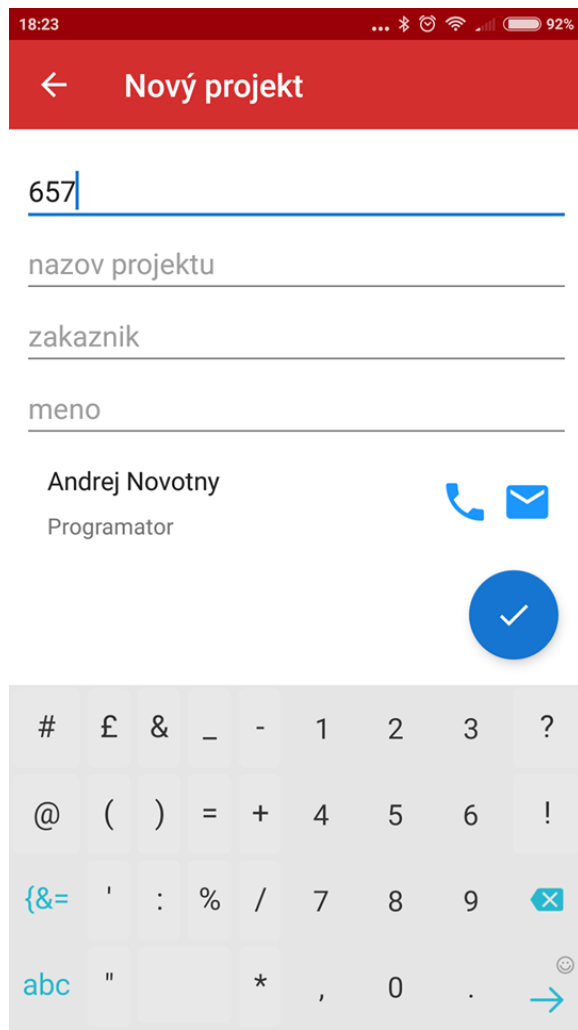 18:23 ... 92%
Nový projekt
657
nazov projektu
zakaznik
meno
Andrej Novotny
Programator
# £ & _ - 1 2 3 ?
@ ( ) = + 4 5 6 !
{&= ' : % / 7 8 9
abc " * , 0 .